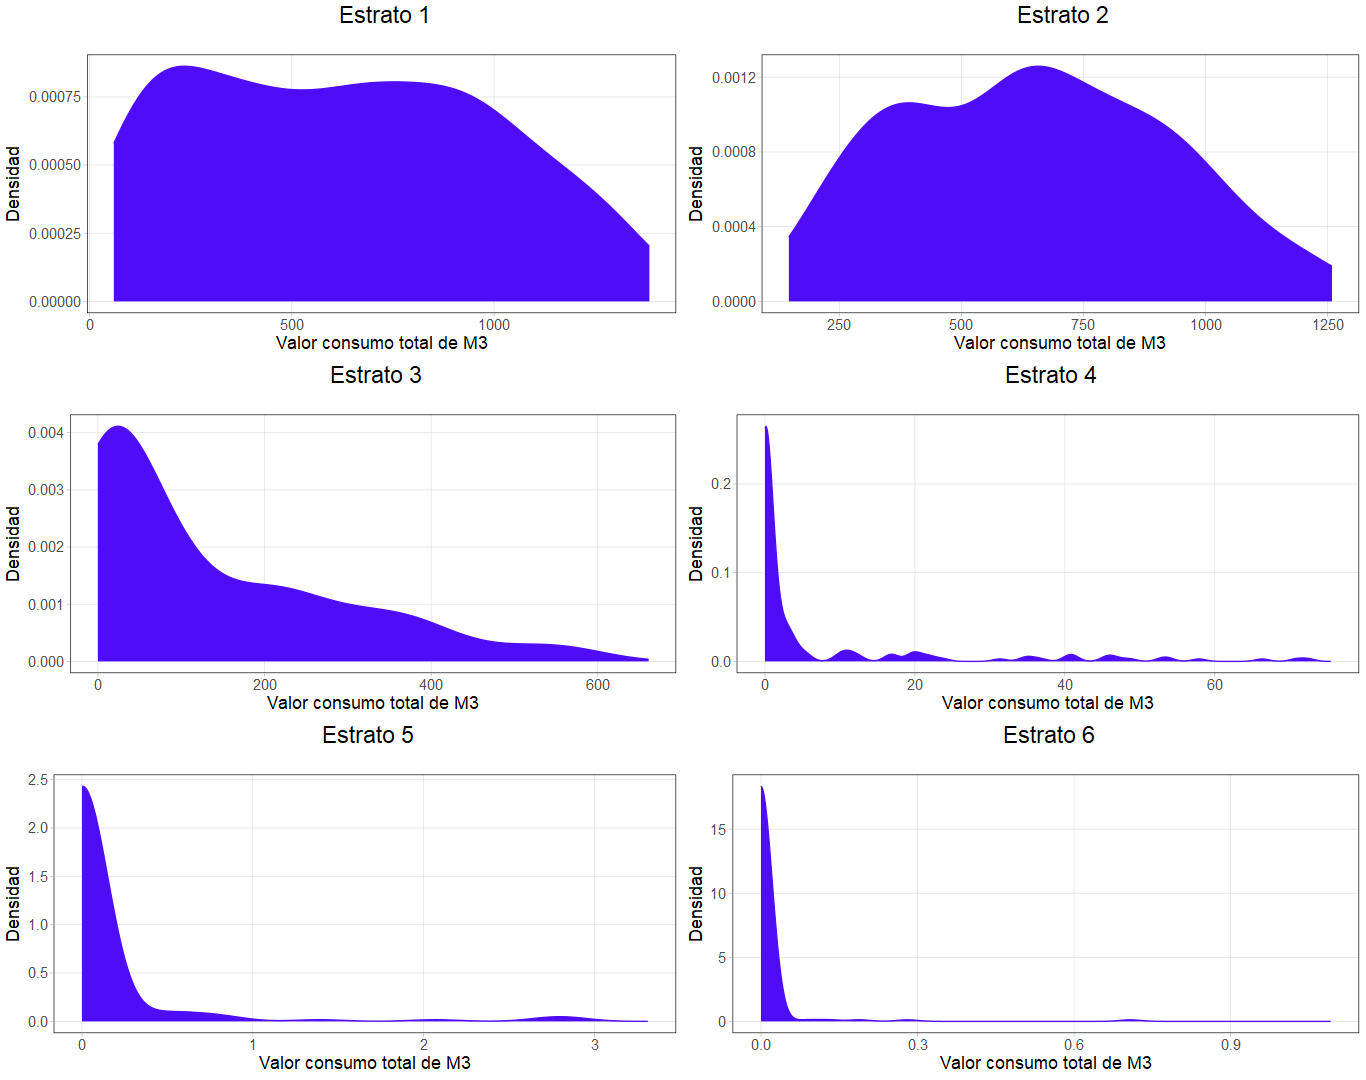 Estrato 1
Densidad
0.00075
0.00050
0.00025
0.00000
0
500
1000
Valor consumo total de M3
Estrato 2
Densidad
0.0012
0.0008
0.0004
0.0000
250
500
750
1000
1250
Valor consumo total de M3
Estrato 3
Densidad
0.004
0.003
0.002
0.001
0.000
0
200
400
600
Valor consumo total de M3
Estrato 4
Densidad
0.2
0.1
0.0
0
20
40
60
Valor consumo total de M3
Estrato 5
Densidad
2.5
2.0
1.5
1.0
0.5
0.0
0
1
2
3
Valor consumo total de M3
Estrato 6
Densidad
15
10
5
0
0.0
0.3
0.6
0.9
Valor consumo total de M3